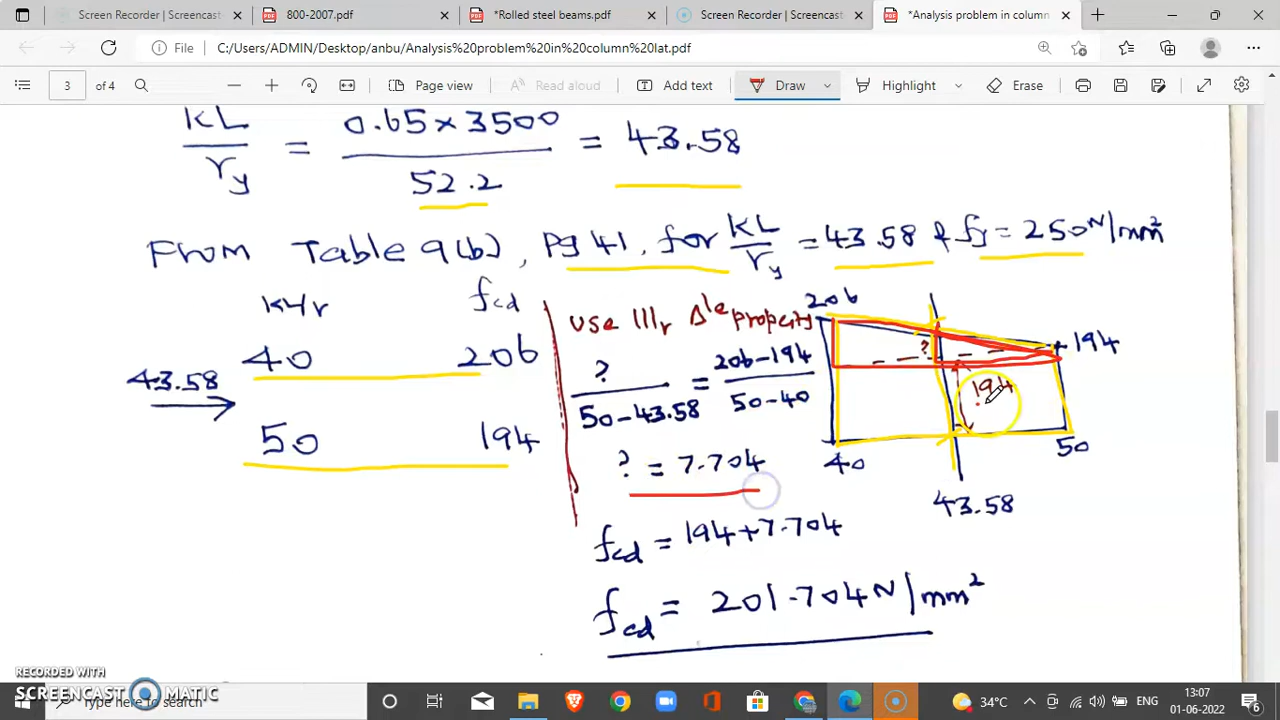 Screen Recorder | Screencast
800-2007.pdf
*Rolled steel beams.pdf
Screen Recorder | Screencast
*Analysis problem in column
File
C:/Users/ADMIN/Desktop/anbu/Analysis%20problem%20in%20column%20lat.pdf
3 of 4
Page view
Read aloud
Add text
Draw
Highlight
Erase
KL/ry = 0.65 × 3500/52.2 = 43.58
From Table 9(b), Pg 41, for KL/ry = 43.58 & fy = 250 N/mm²
KL/r fcd
40 206
43.58
50 194
use lllr Δle property
?/50-43.58 = 206-194/50-40
? = 7.704
fcd = 194+7.704
fcd = 201.704 N/mm²
206
?
194
194
40
50
43.58
RECORDED WITH
SCREENCAST MATIC
here to search
34°C
ENG
13:07
01-06-2022
6